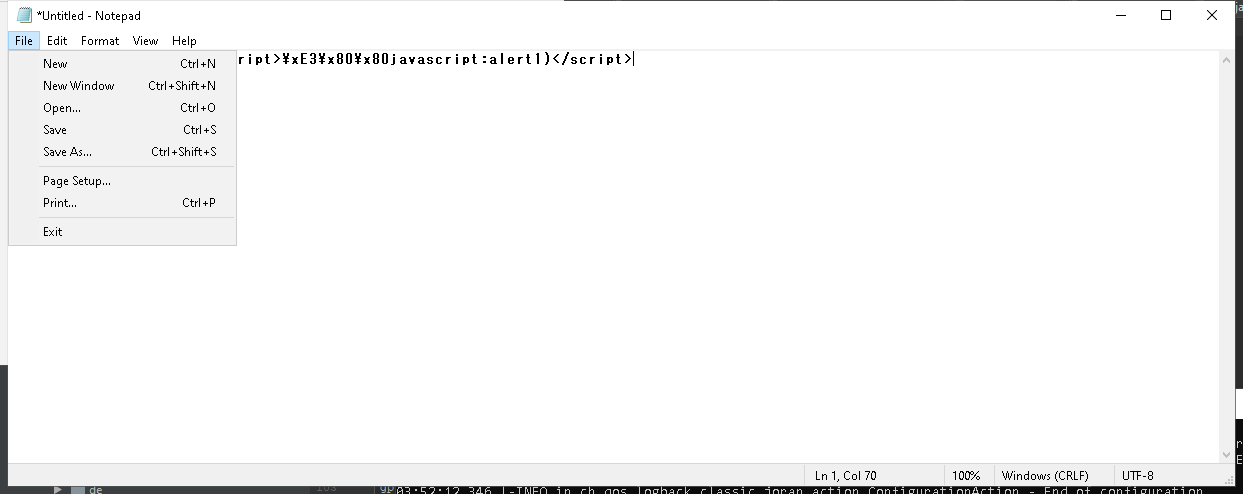 *Untitled - Notepad
File Edit Format View Help
ript>¥xE3¥x80¥x80javascript:alert1)</script>
New Ctrl+N
New Window Ctrl+Shift+N
Open... Ctrl+O
Save Ctrl+S
Save As... Ctrl+Shift+S
Page Setup...
Print... Ctrl+P
Exit
Ln 1, Col 70 100% Windows (CRLF) UTF-8
de 03:52:12,346 |-INFO in ch.qos.logback.classic.joran.action.ConfigurationAction - End of configuration